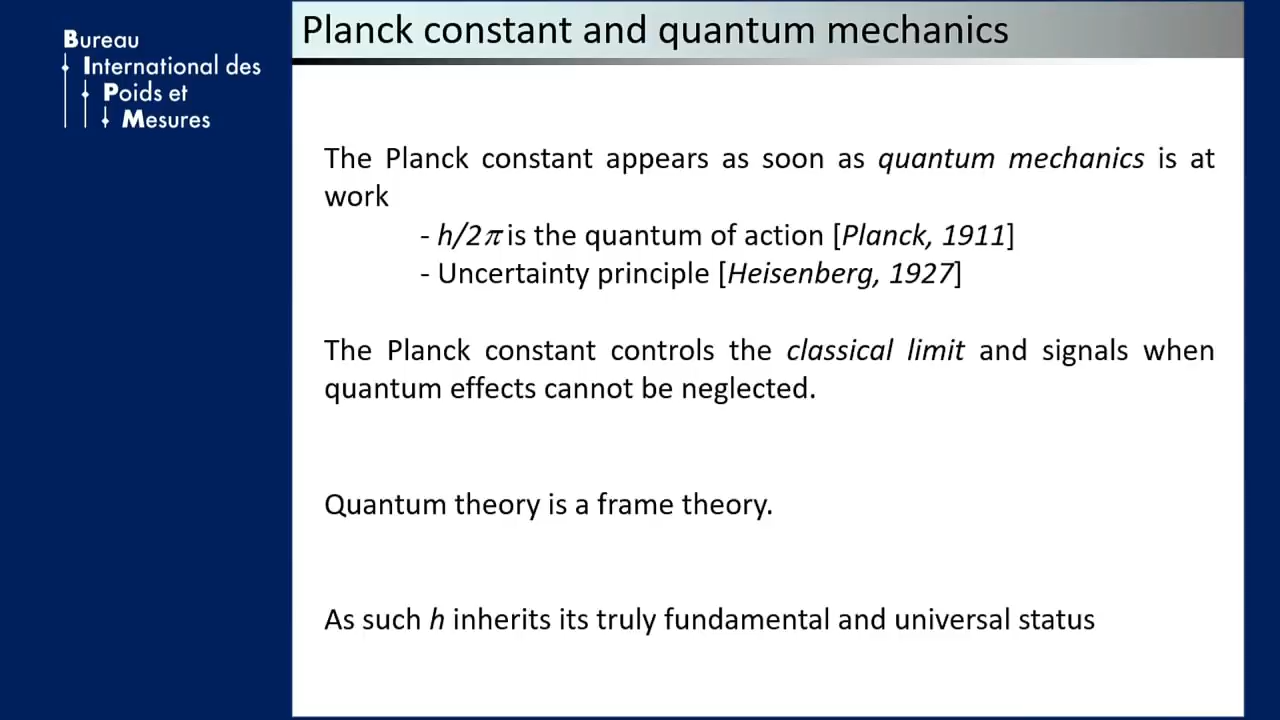 Bureau
International des
Poids et
Mesures
Planck constant and quantum mechanics
The Planck constant appears as soon as quantum mechanics is at
work
- h/2π is the quantum of action [Planck, 1911]
- Uncertainty principle [Heisenberg, 1927]
The Planck constant controls the classical limit and signals when
quantum effects cannot be neglected.
Quantum theory is a frame theory.
As such h inherits its truly fundamental and universal status